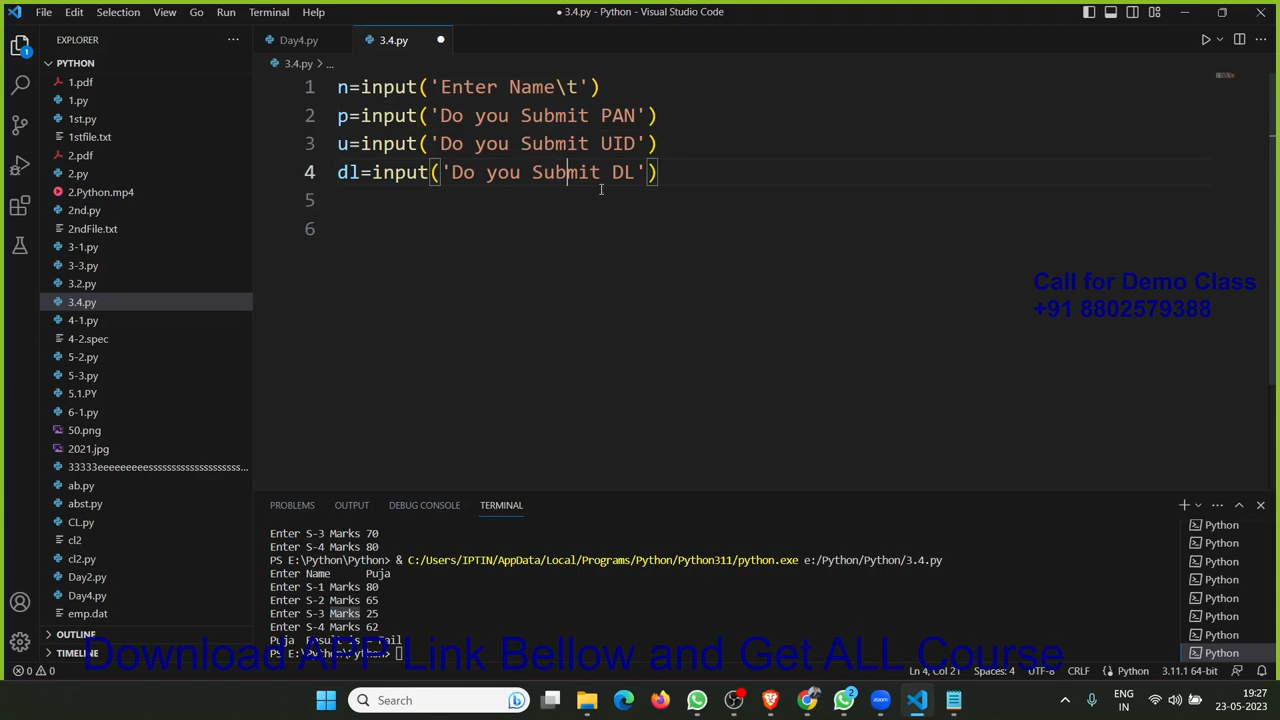 File Edit Selection View Go Run Terminal Help
● 3.4.py - Python - Visual Studio Code
EXPLORER
PYTHON
1.pdf
1.py
1st.py
1stfile.txt
2.pdf
2.py
2.Python.mp4
2nd.py
2ndFile.txt
3-1.py
3-3.py
3.2.py
3.4.py
4-1.py
4-2.spec
5-2.py
5-3.py
5.1.PY
6-1.py
50.png
2021.jpg
33333eeeeeeeeessssssssssssssssssss...
ab.py
abst.py
CL.py
cl2
cl2.py
Day2.py
Day4.py
emp.dat
OUTLINE
TIMELINE
Day4.py 3.4.py
3.4.py > ...
1 n=input('Enter Name\t')
2 p=input('Do you Submit PAN')
3 u=input('Do you Submit UID')
4 dl=input('Do you Submit DL')
5
6
Call for Demo Class
+91 8802579388
PROBLEMS OUTPUT DEBUG CONSOLE TERMINAL
Enter S-3 Marks 70
Enter S-4 Marks 80
PS E:\Python\Python> & C:/Users/IPTIN/AppData/Local/Programs/Python/Python311/python.exe e:/Python/Python/3.4.py
Enter Name Puja
Enter S-1 Marks 80
Enter S-2 Marks 65
Enter S-3 Marks 25
Enter S-4 Marks 62
Puja
PS E:\Python\Python>
Python
Python
Python
Python
Python
Python
Python
Python
Download APP Link Bellow and Get ALL Course
0 0 Ln 4, Col 21 Spaces: 4 UTF-8 CRLF Python 3.11.1 64-bit
Search
2
ENG
IN
19:27
23-05-2023